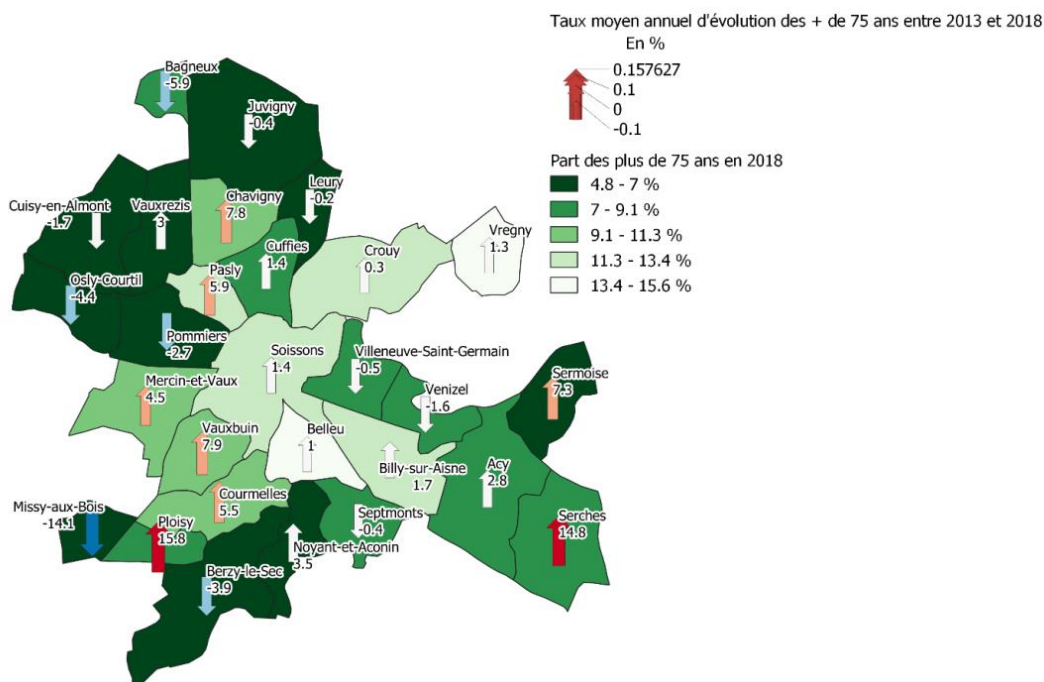 Taux moyen annuel d'évolution des + de 75 ans entre 2013 et 2018
En %
0.157627
0.1
0
-0.1
Part des plus de 75 ans en 2018
4.8 - 7 %
7 - 9.1 %
9.1 - 11.3 %
11.3 - 13.4 %
13.4 - 15.6 %
Bagneux
-5.9
Juvigny
-0.4
Leury
-0.2
Cuisy-en-Almont
-1.7
Vauxrezis
3
Chavigny
7.8
Cuffies
1.4
Crouy
0.3
Vregny
1.3
Pasly
5.9
Osly-Courtil
-4.4
Pommiers
-2.7
Soissons
1.4
Villeneuve-Saint-Germain
-0.5
Venizel
-1.6
Sermoise
7.3
Mercin-et-Vaux
4.5
Vauxbuin
7.9
Belleu
1
Billy-sur-Aisne
1.7
Acy
2.8
Courmelles
5.5
Missy-aux-Bois
-14.1
Ploisy
15.8
Septmonts
-0.4
Serches
14.8
Noyant-et-Aconin
3.5
Berzy-le-Sec
-3.9